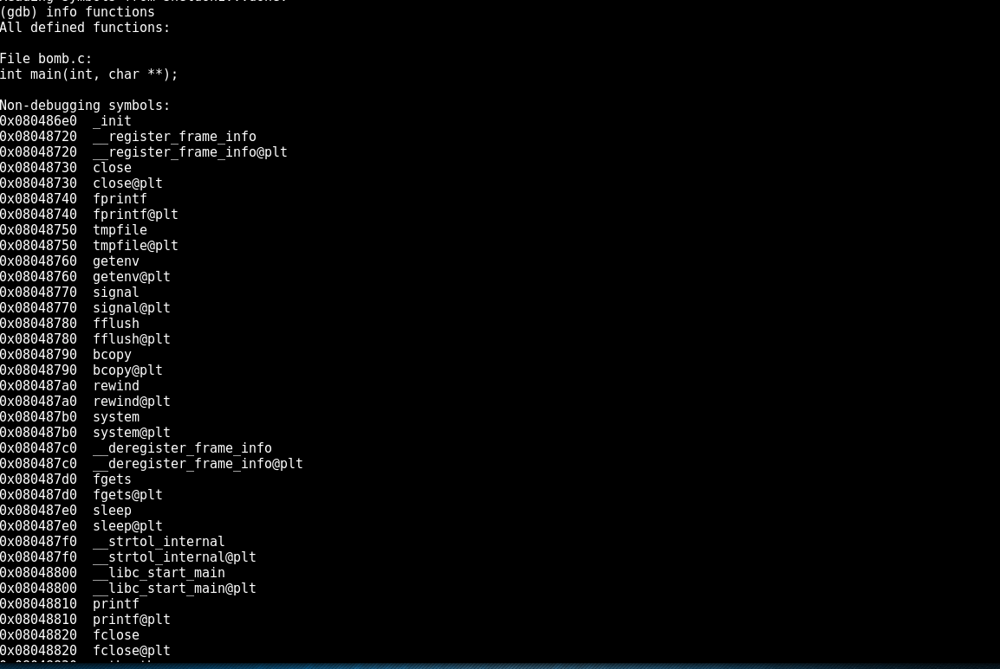 (gdb) info functions
All defined functions:
File bomb.c:
int main(int, char **);
Non-debugging symbols:
0x080486e0  _init
0x08048720  __register_frame_info
0x08048720  __register_frame_info@plt
0x08048730  close
0x08048730  close@plt
0x08048740  fprintf
0x08048740  fprintf@plt
0x08048750  tmpfile
0x08048750  tmpfile@plt
0x08048760  getenv
0x08048760  getenv@plt
0x08048770  signal
0x08048770  signal@plt
0x08048780  fflush
0x08048780  fflush@plt
0x08048790  bcopy
0x08048790  bcopy@plt
0x080487a0  rewind
0x080487a0  rewind@plt
0x080487b0  system
0x080487b0  system@plt
0x080487c0  __deregister_frame_info
0x080487c0  __deregister_frame_info@plt
0x080487d0  fgets
0x080487d0  fgets@plt
0x080487e0  sleep
0x080487e0  sleep@plt
0x080487f0  __strtol_internal
0x080487f0  __strtol_internal@plt
0x08048800  __libc_start_main
0x08048800  __libc_start_main@plt
0x08048810  printf
0x08048810  printf@plt
0x08048820  fclose
0x08048820  fclose@plt